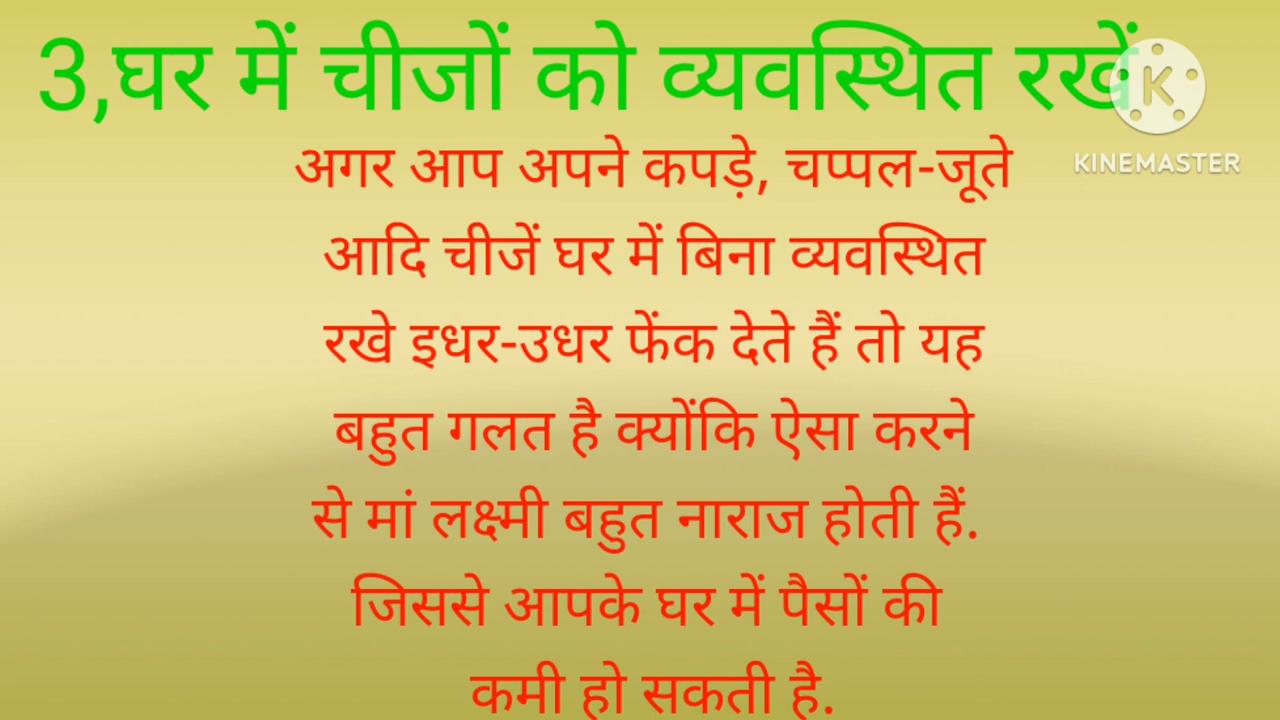 3,घर में चीजों को व्यवस्थित रखें
KINEMASTER
अगर आप अपने कपड़े, चप्पल-जूते
आदि चीजें घर में बिना व्यवस्थित
रखे इधर-उधर फेंक देते हैं तो यह
बहुत गलत है क्योंकि ऐसा करने
से मां लक्ष्मी बहुत नाराज होती हैं.
जिससे आपके घर में पैसों की
कमी हो सकती है.